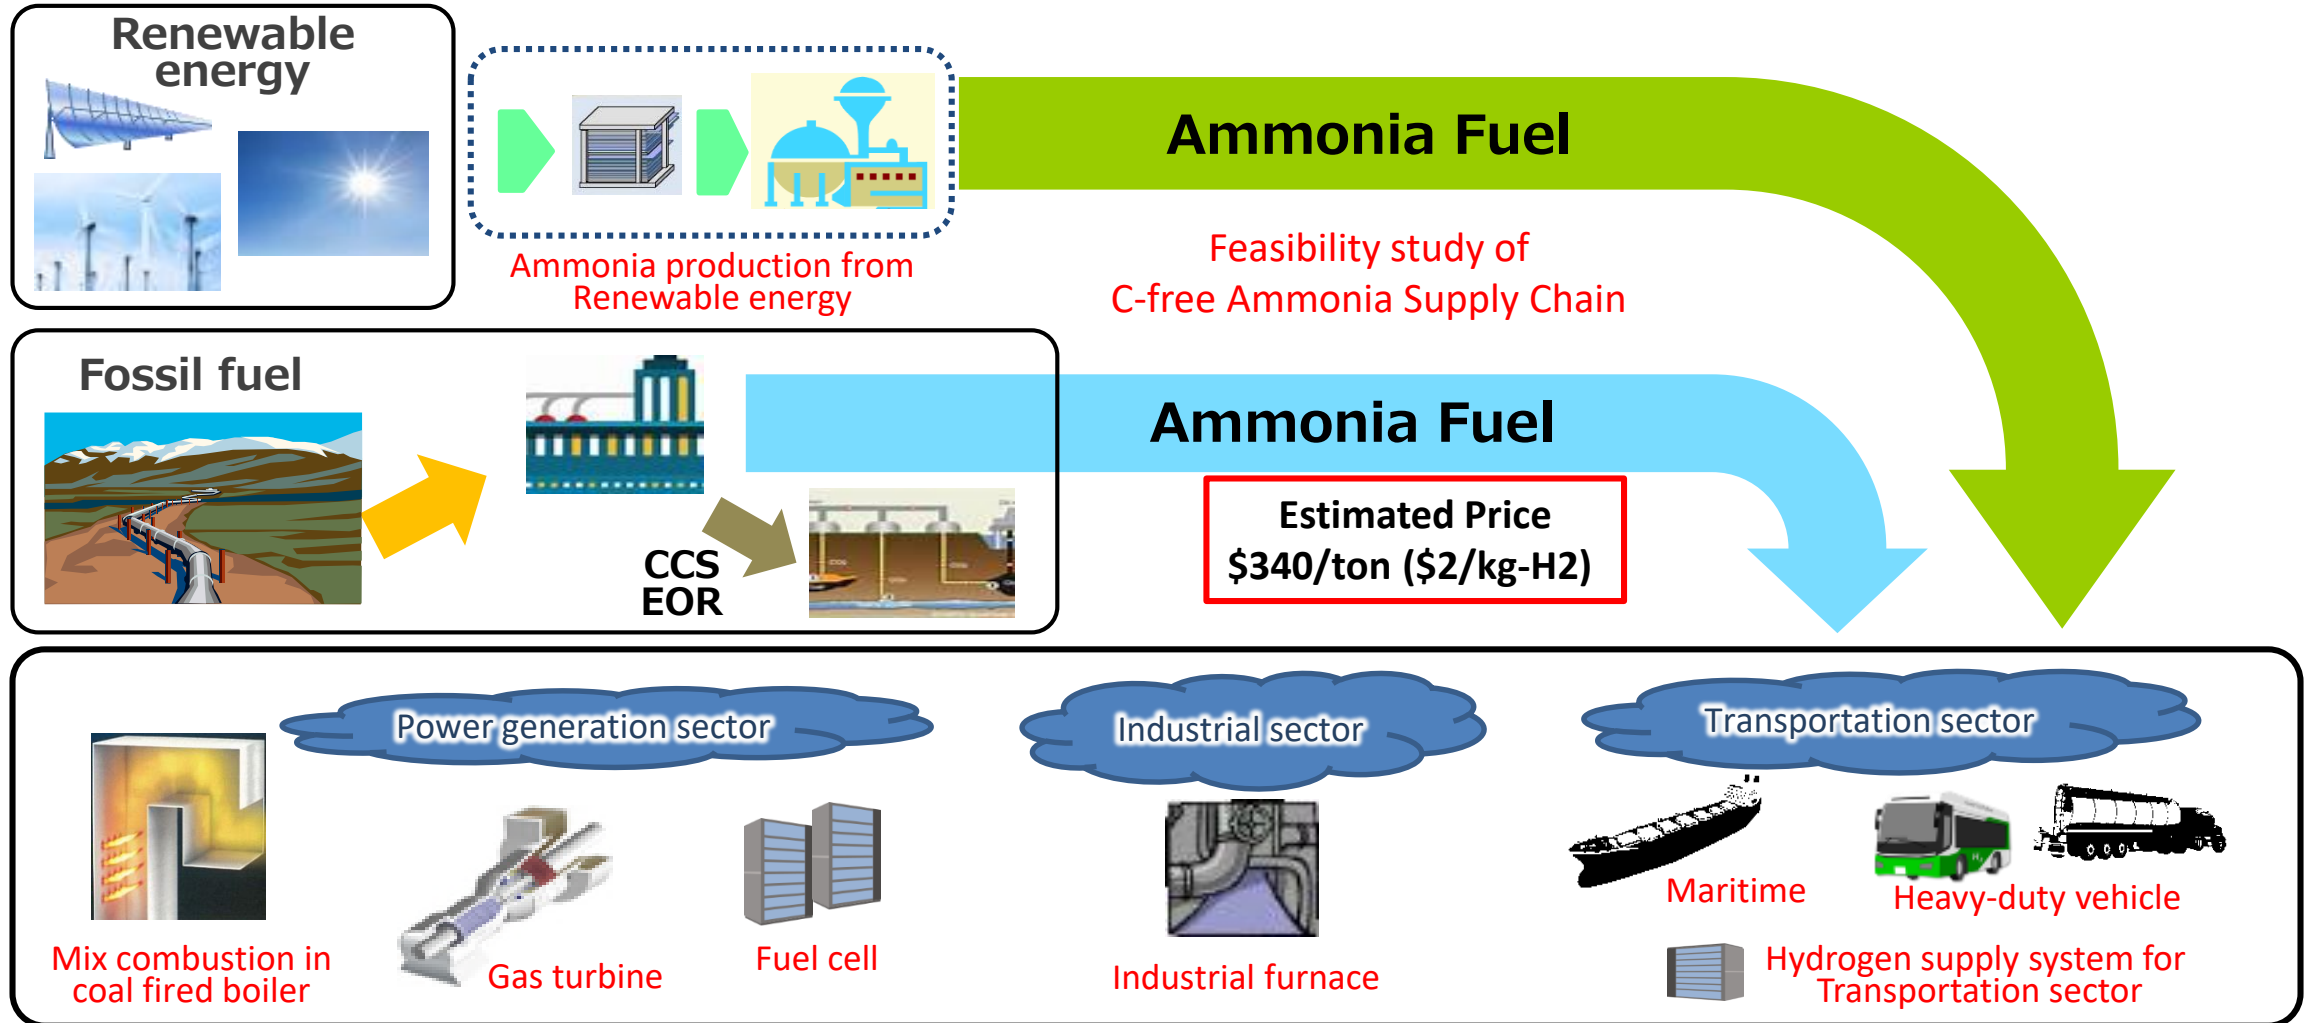 Renewable
energy
Ammonia production from
Renewable energy
Ammonia Fuel
Feasibility study of
C-free Ammonia Supply Chain
Fossil fuel
CCS
EOR
Ammonia Fuel
Estimated Price
$340/ton ($2/kg-H2)
Power generation sector
Industrial sector
Transportation sector
Mix combustion in
coal fired boiler
Gas turbine
Fuel cell
Industrial furnace
Maritime
Heavy-duty vehicle
Hydrogen supply system for
Transportation sector